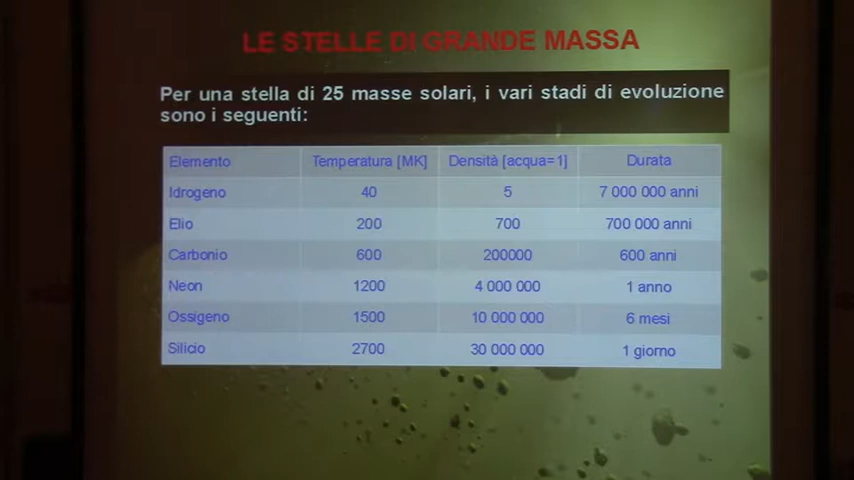 LE STELLE DI GRANDE MASSA
Per una stella di 25 masse solari, i vari stadi di evoluzione
sono i seguenti:
Elemento Temperatura [MK] Densità [acqua=1] Durata
Idrogeno 40 5 7 000 000 anni
Elio 200 700 700 000 anni
Carbonio 600 200000 600 anni
Neon 1200 4 000 000 1 anno
Ossigeno 1500 10 000 000 6 mesi
Silicio 2700 30 000 000 1 giorno